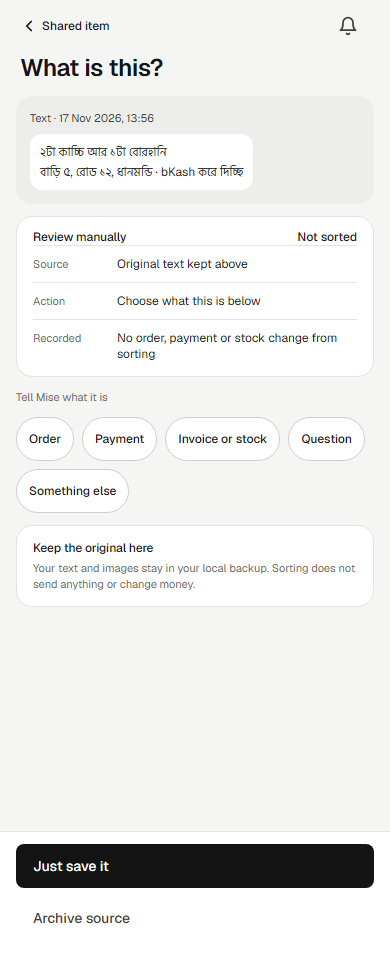 Shared item
What is this?
Text · 17 Nov 2026, 13:56
২টা কাচ্চি আর ১টা বোরহানি
বাড়ি ৫, রোড ১২, ধানমন্ডি · bKash করে দিচ্ছি
Review manually Not sorted
Source Original text kept above
Action Choose what this is below
Recorded No order, payment or stock change from
sorting
Tell Mise what it is
Order Payment Invoice or stock Question
Something else
Keep the original here
Your text and images stay in your local backup. Sorting does not
send anything or change money.
Just save it
Archive source